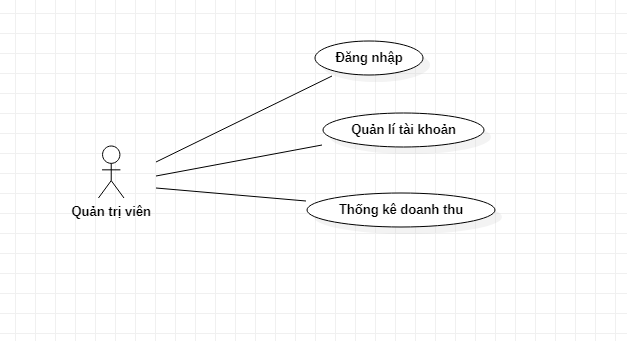 Đăng nhập
Quản lí tài khoản
Quản trị viên
Thống kê doanh thu